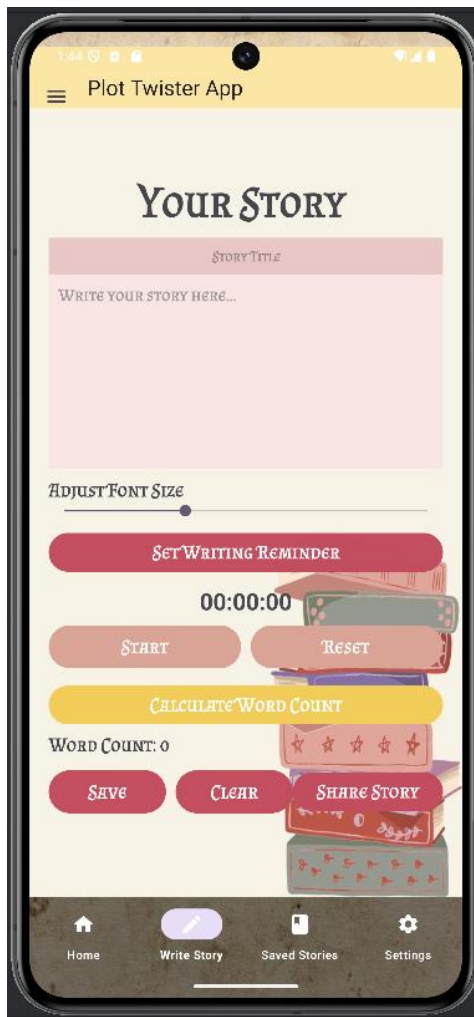 1:44
Plot Twister App
Your Story
Story Title
Write your story here...
Adjust Font Size
Set Writing Reminder
00:00:00
Start Reset
Calculate Word Count
Word Count: 0
Save Clear Share Story
Home Write Story Saved Stories Settings